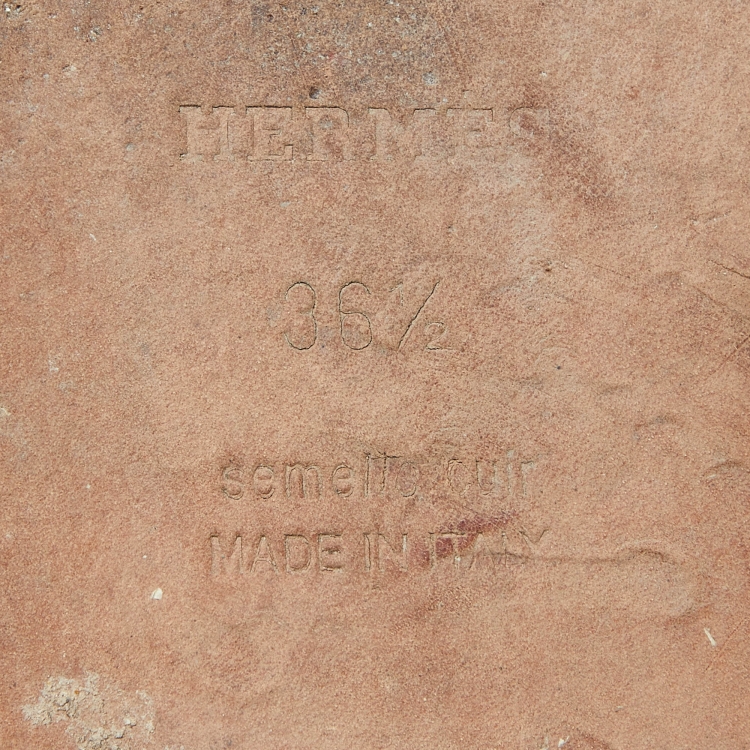 HERMES
36½
semelle cuir
MADE IN ITALY